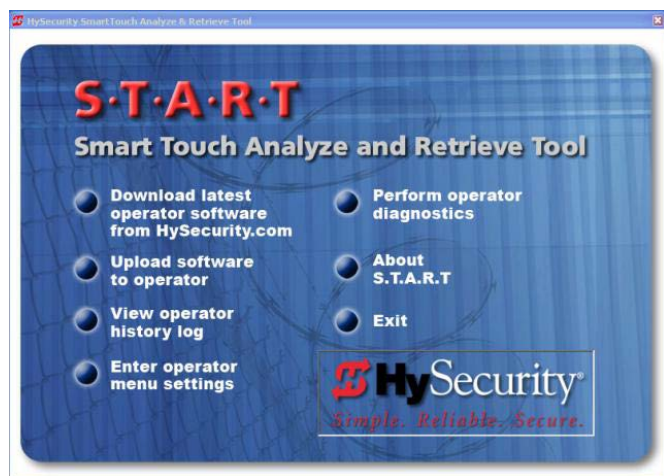 HySecurity SmartTouch Analyze & Retrieve Tool
S·T·A·R·T
Smart Touch Analyze and Retrieve Tool
Download latest
operator software
from HySecurity.com
Upload software
to operator
View operator
history log
Enter operator
menu settings
Perform operator
diagnostics
About
S.T.A.R.T
Exit
HySecurity®
Simple. Reliable. Secure.